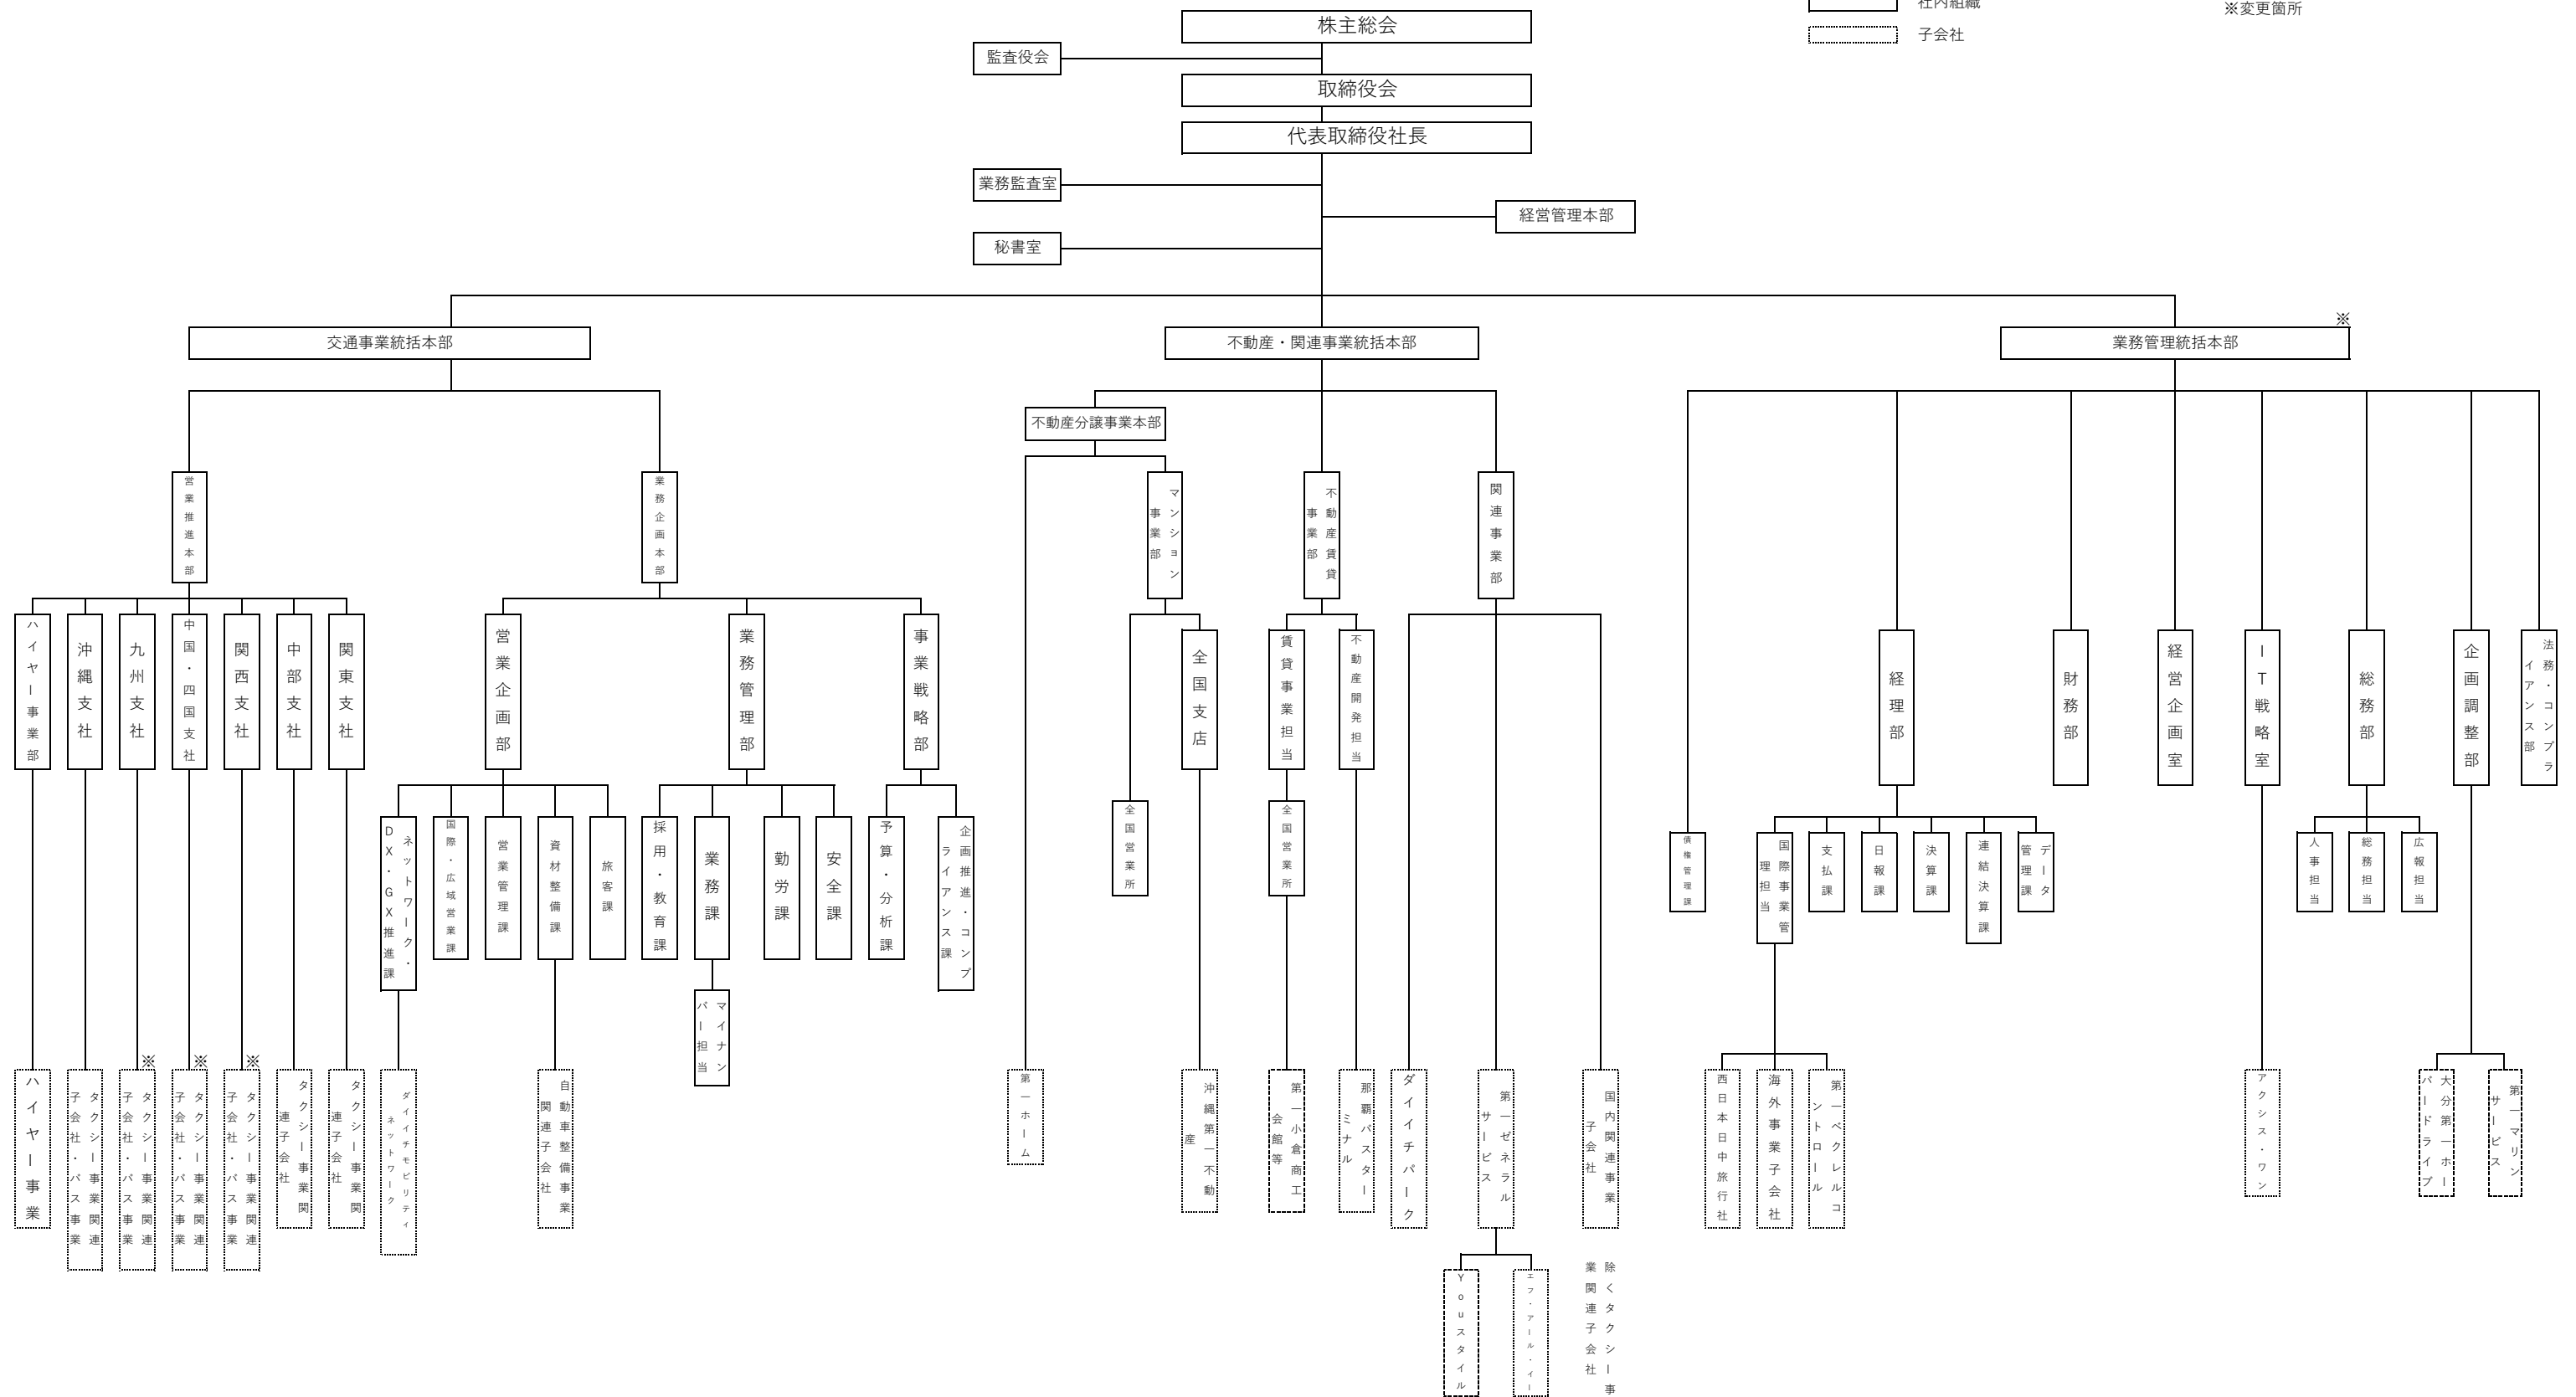 社内組織
※変更箇所
株主総会
子会社
監査役会
取締役会
代表取締役社長
業務監査室
経営管理本部
秘書室
※
交通事業統括本部
不動産・関連事業統括本部
業務管理統括本部
不動産分譲事業本部
営業推進本部
業務企画本部
マンション
事業部
不動産賃貸
事業部
関連事業部
ハイヤー事業部
沖縄支社
九州支社
中国・四国支社
関西支社
中部支社
関東支社
営業企画部
業務管理部
事業戦略部
全国支店
賃貸事業担当
不動産開発担当
経理部
財務部
経営企画室
IT戦略室
総務部
企画調整部
法務・コンプラ
イアンス部
ネットワーク・
DX・GX推進課
国際・広域営業課
営業管理課
資材整備課
旅客課
採用・教育課
業務課
勤労課
安全課
予算・分析課
企画推進・コンプ
ライアンス課
全国営業所
全国営業所
債権管理課
国際事業管
理担当
支払課
日報課
決算課
連結決算課
データ
管理課
人事担当
総務担当
広報担当
マイナン
バー担当
※
※
※
ハイヤー事業
タクシー事業関連
子会社・バス事業
タクシー事業関連
子会社・バス事業
タクシー事業関連
子会社・バス事業
タクシー事業関連
子会社・バス事業
タクシー事業関
連子会社
タクシー事業関
連子会社
ダイイチモビリティ
ネットワーク
自動車整備事業
関連子会社
第一ホーム
沖縄第一不動
産
第一小倉商工
会館等
那覇バスター
ミナル
ダイイチパーク
第一ゼネラル
サービス
国内関連事業
子会社
西日本日中旅行社
海外事業子会社
第一ベクレルコ
ントロール
アクシス・ワン
大分第一ホー
バードライブ
第一マリン
サービス
Youスタイル
エフ・アール・イー
除くタクシー事
業関連子会社